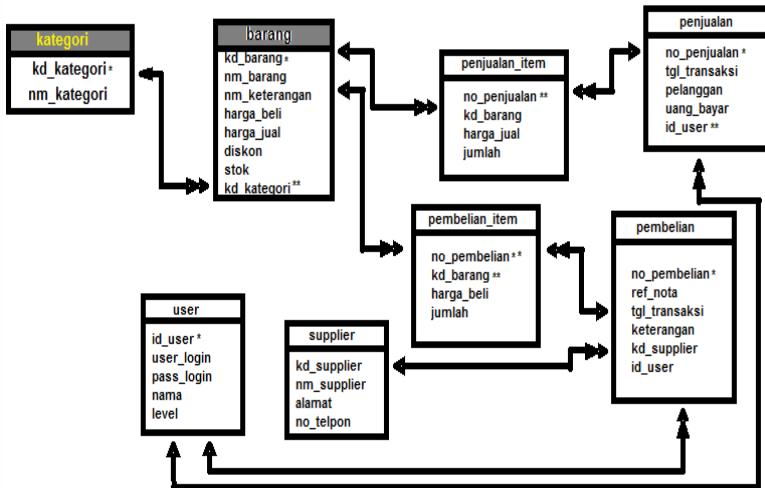 kategori
kd_kategori*
nm_kategori
barang
kd_barang*
nm_barang
nm_keterangan
harga_beli
harga_jual
diskon
stok
kd_kategori**
penjualan_item
no_penjualan**
kd_barang
harga_jual
jumlah
penjualan
no_penjualan *
tgl_transaksi
pelanggan
uang_bayar
id_user**
pembelian_item
no_pembelian**
kd_barang**
harga_beli
jumlah
pembelian
no_pembelian*
ref_nota
tgl_transaksi
keterangan
kd_supplier
id_user
user
id_user *
user_login
pass_login
nama
level
supplier
kd_supplier
nm_supplier
alamat
no_telpon